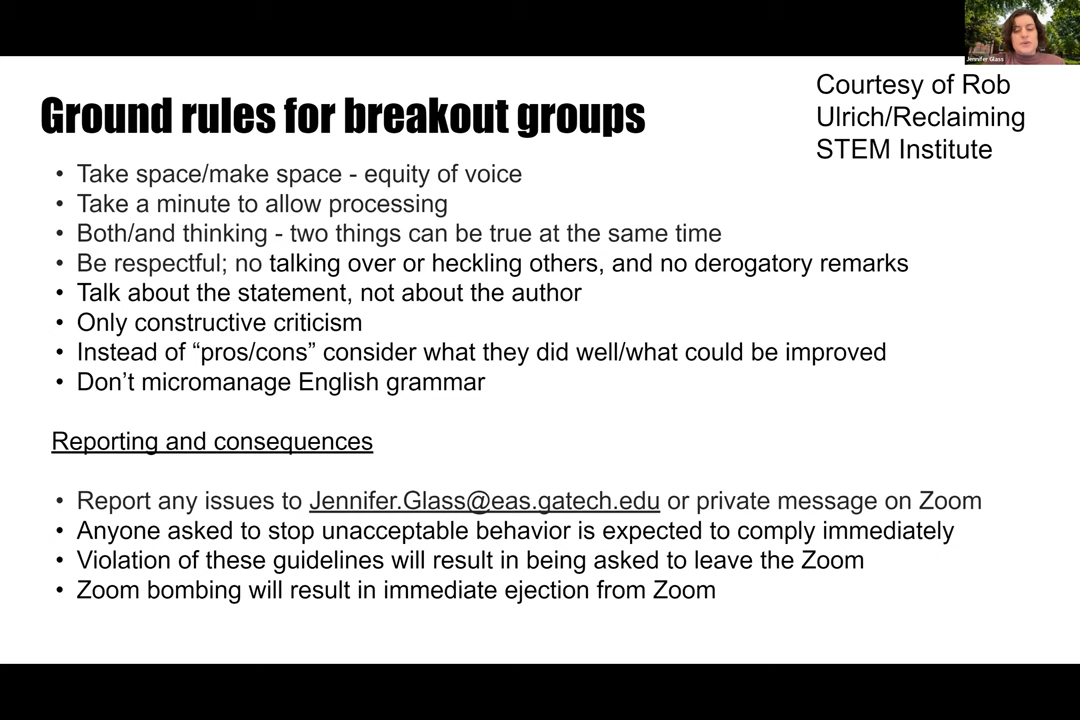 Jennifer Glass
Courtesy of Rob
Ulrich/Reclaiming
STEM Institute
Ground rules for breakout groups
• Take space/make space - equity of voice
• Take a minute to allow processing
• Both/and thinking - two things can be true at the same time
• Be respectful; no talking over or heckling others, and no derogatory remarks
• Talk about the statement, not about the author
• Only constructive criticism
• Instead of “pros/cons” consider what they did well/what could be improved
• Don’t micromanage English grammar
Reporting and consequences
• Report any issues to Jennifer.Glass@eas.gatech.edu or private message on Zoom
• Anyone asked to stop unacceptable behavior is expected to comply immediately
• Violation of these guidelines will result in being asked to leave the Zoom
• Zoom bombing will result in immediate ejection from Zoom